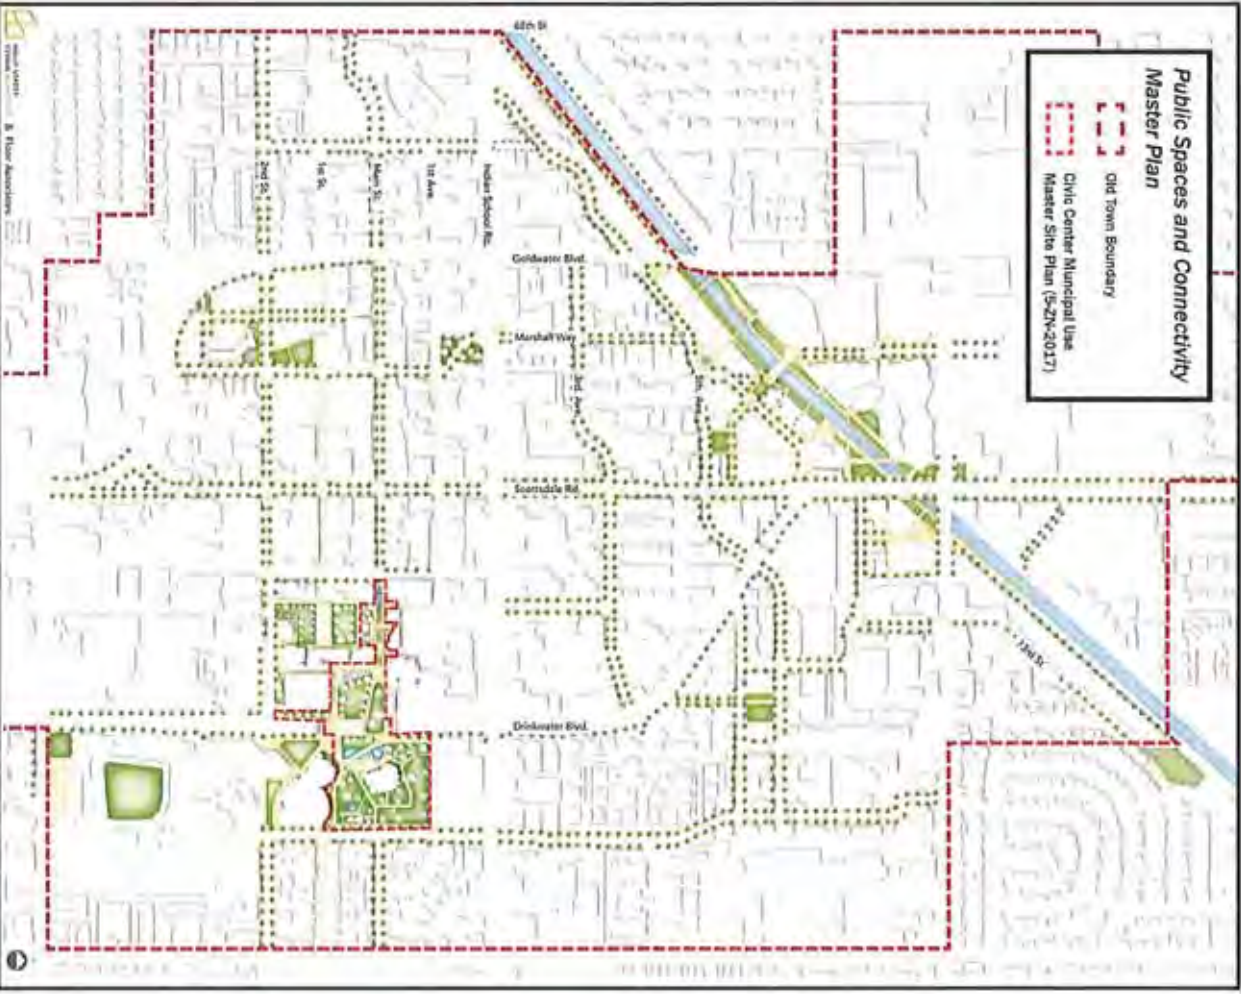 Public Spaces and Connectivity
Master Plan
Old Town Boundary
Civic Center Municipal Use
Master Site Plan (5-ZN-2017)
68th St
2nd St.
1st St.
Main St.
1st Ave.
Indian School Rd.
Goldwater Blvd.
Marshall Way
3rd. Ave.
5th. Ave.
Scottsdale Rd.
73rd St
Drinkwater Blvd.
& Floor Associates